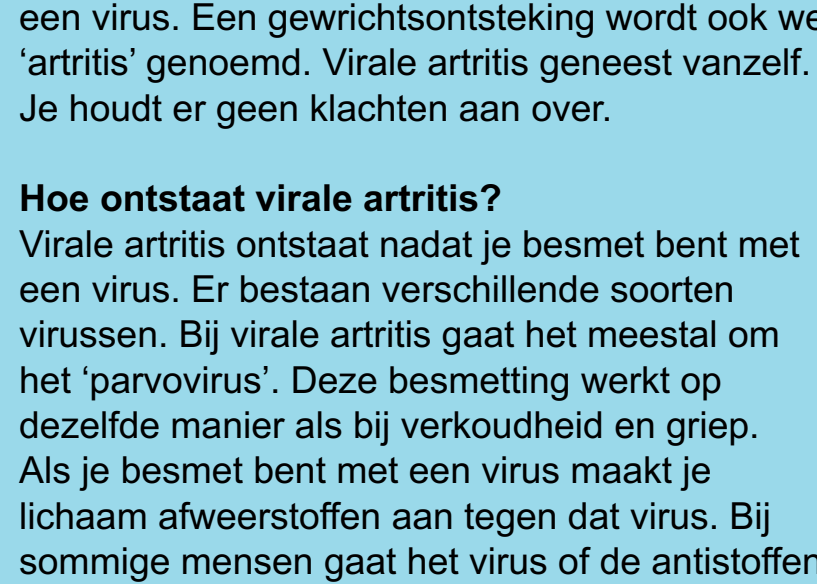 een virus. Een gewrichtsontsteking wordt ook we
‘artritis’ genoemd. Virale artritis geneest vanzelf.
Je houdt er geen klachten aan over.
Hoe ontstaat virale artritis?
Virale artritis ontstaat nadat je besmet bent met
een virus. Er bestaan verschillende soorten
virussen. Bij virale artritis gaat het meestal om
het ‘parvovirus’. Deze besmetting werkt op
dezelfde manier als bij verkoudheid en griep.
Als je besmet bent met een virus maakt je
lichaam afweerstoffen aan tegen dat virus. Bij
sommige mensen gaat het virus of de antistoffen